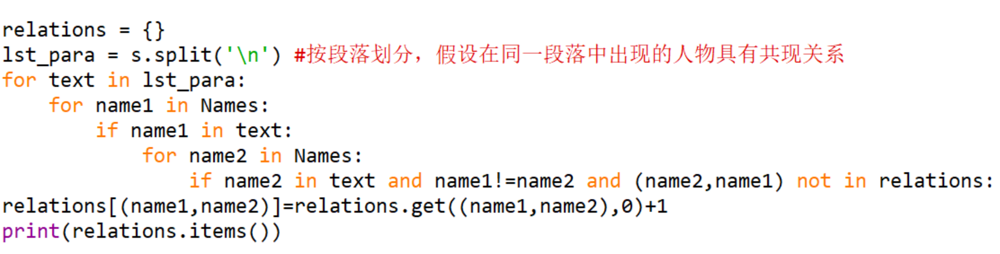 relations = {}
lst_para = s.split('\n') #按段落划分，假设在同一段落中出现的人物具有共现关系
for text in lst_para:
    for name1 in Names:
        if name1 in text:
            for name2 in Names:
                if name2 in text and name1!=name2 and (name2,name1) not in relations:
relations[(name1,name2)]=relations.get((name1,name2),0)+1
print(relations.items())